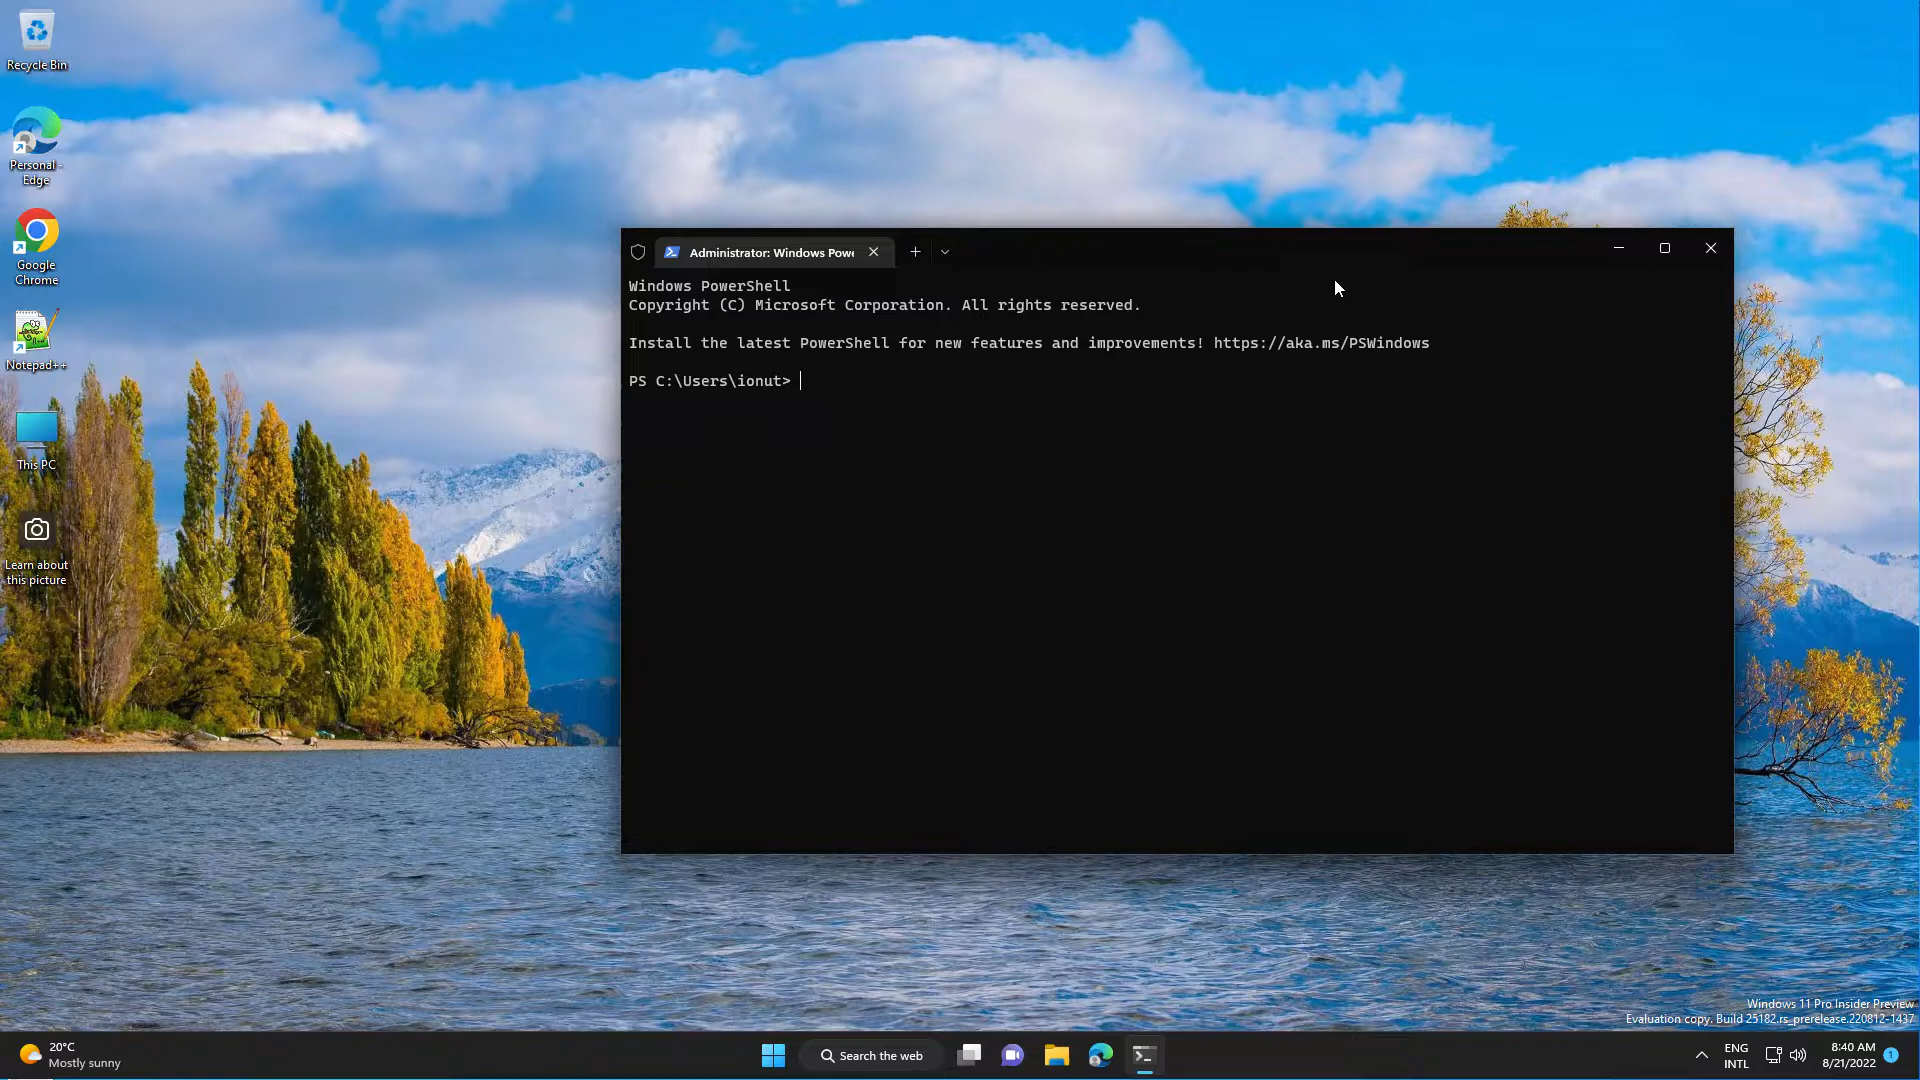 Recycle Bin
Personal -
Edge
Google
Chrome
Notepad++
This PC
Learn about
this picture
Administrator: Windows Powe
Windows PowerShell
Copyright (C) Microsoft Corporation. All rights reserved.
Install the latest PowerShell for new features and improvements! https://aka.ms/PSWindows
PS C:\Users\ionut>
Windows 11 Pro Insider Preview
Evaluation copy. Build 25182.rs_prerelease.220812-1437
20°C
Mostly sunny
Search the web
ENG
INTL
8:40 AM
8/21/2022
1